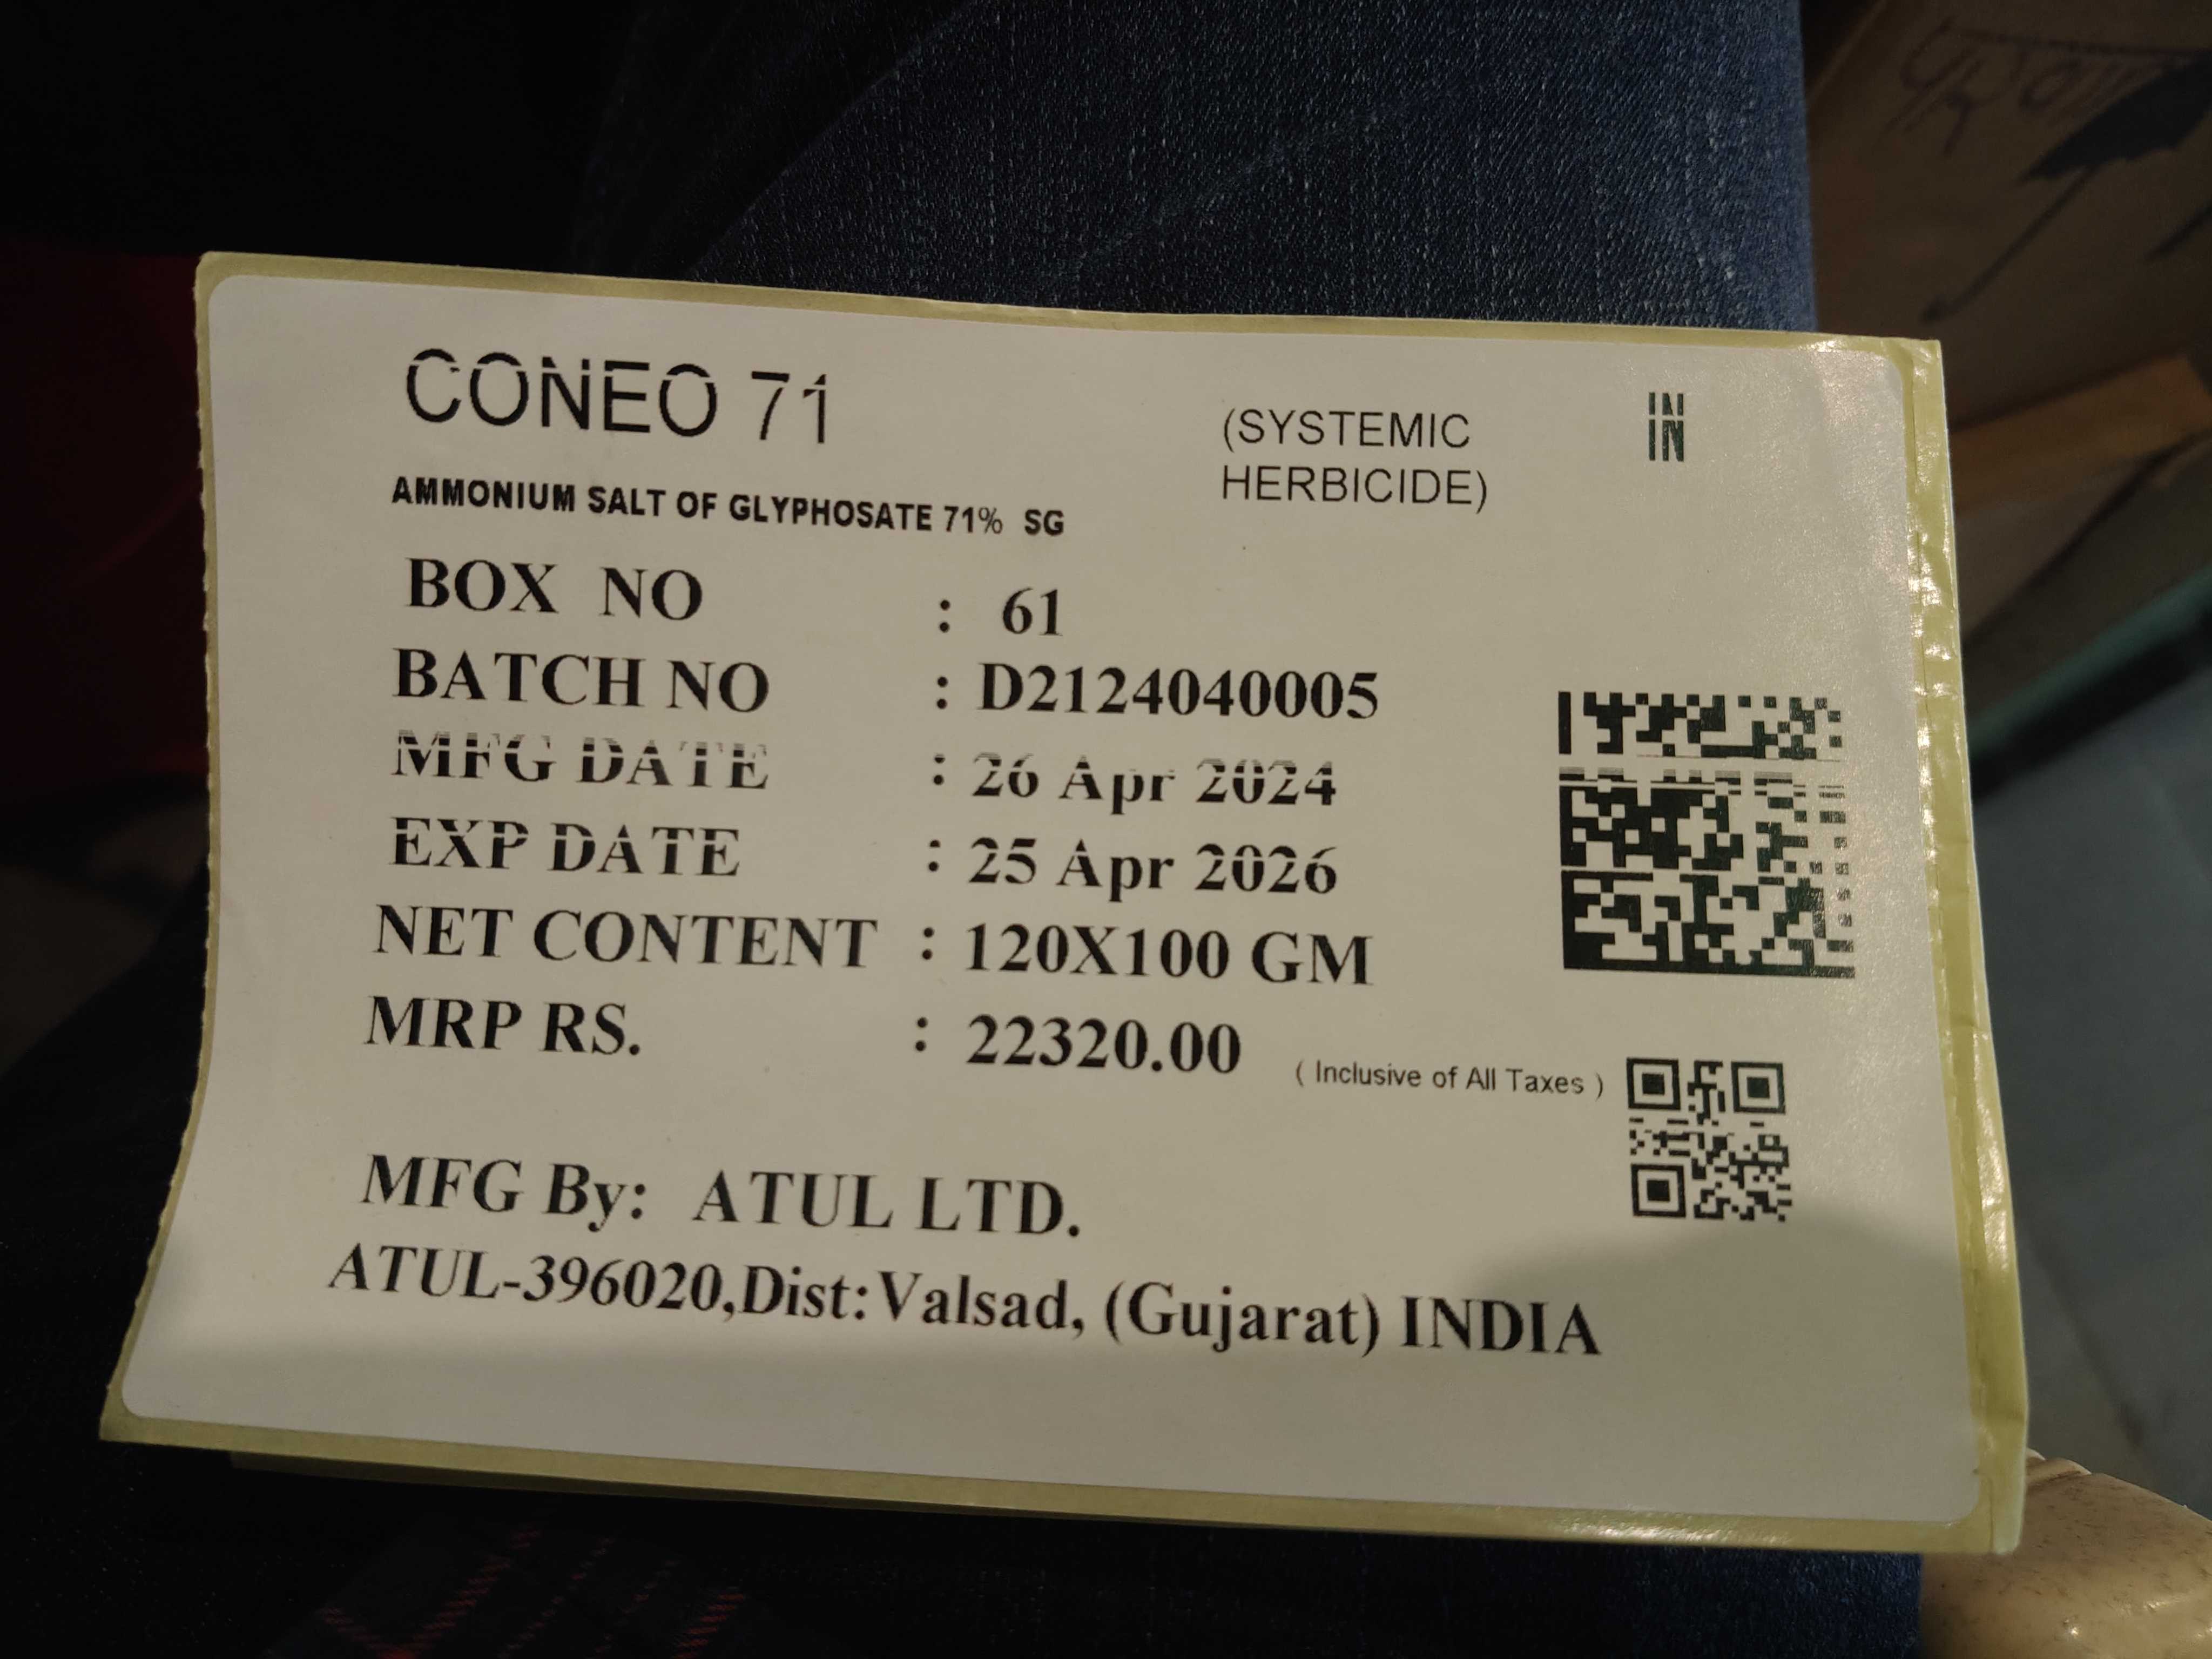 CONEO 71
(SYSTEMIC
HERBICIDE)
IN
IN
AMMONIUM SALT OF GLYPHOSATE 71% SG
BOX NO : 61
BATCH NO : D2124040005
MFG DATE : 26 Apr 2024
EXP DATE : 25 Apr 2026
NET CONTENT : 120X100 GM
MRP RS. : 22320.00 ( Inclusive of All Taxes )
MFG By: ATUL LTD.
ATUL-396020,Dist:Valsad, (Gujarat) INDIA